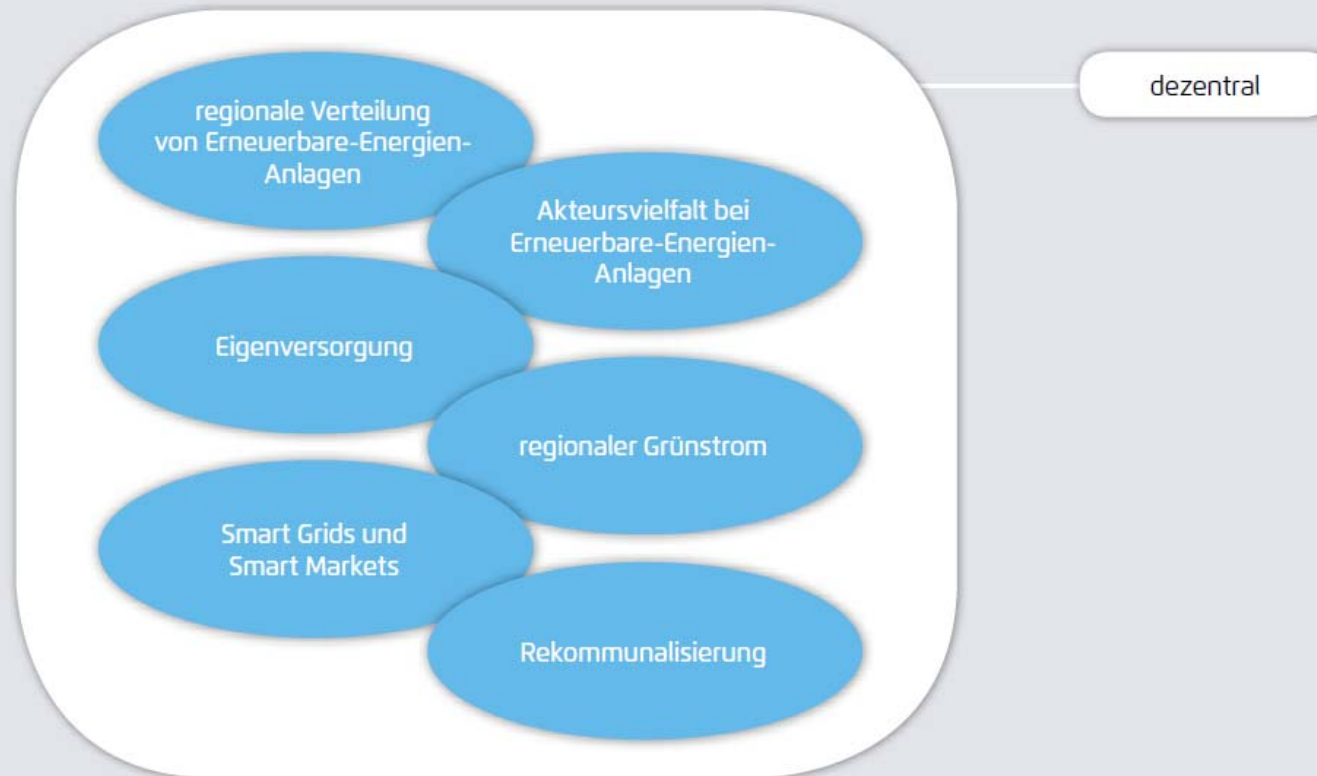 regionale Verteilung
von Erneuerbare-Energien-
Anlagen
dezentral
Akteursvielfalt bei
Erneuerbare-Energien-
Anlagen
Eigenversorgung
regionaler Grünstrom
Smart Grids und
Smart Markets
Rekommunalisierung